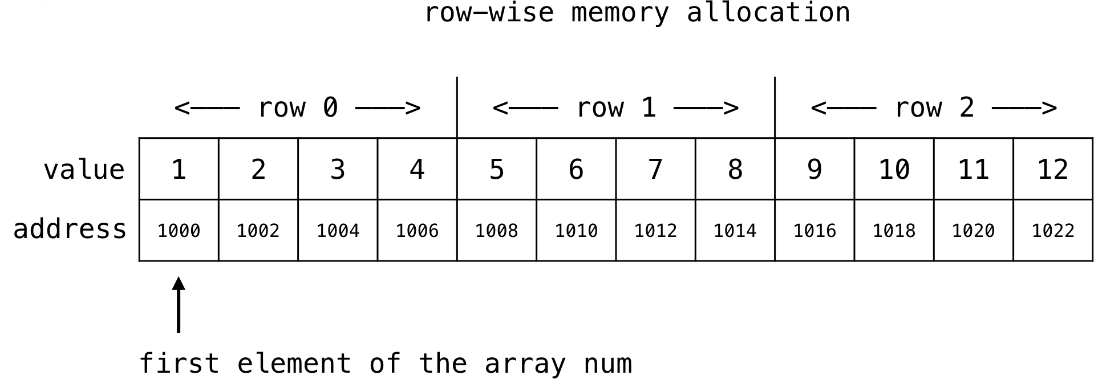 row-wise memory allocation
<—— row 0 ——> <—— row 1 ——> <—— row 2 ——>
value 1 2 3 4 5 6 7 8 9 10 11 12
address 1000 1002 1004 1006 1008 1010 1012 1014 1016 1018 1020 1022
first element of the array num